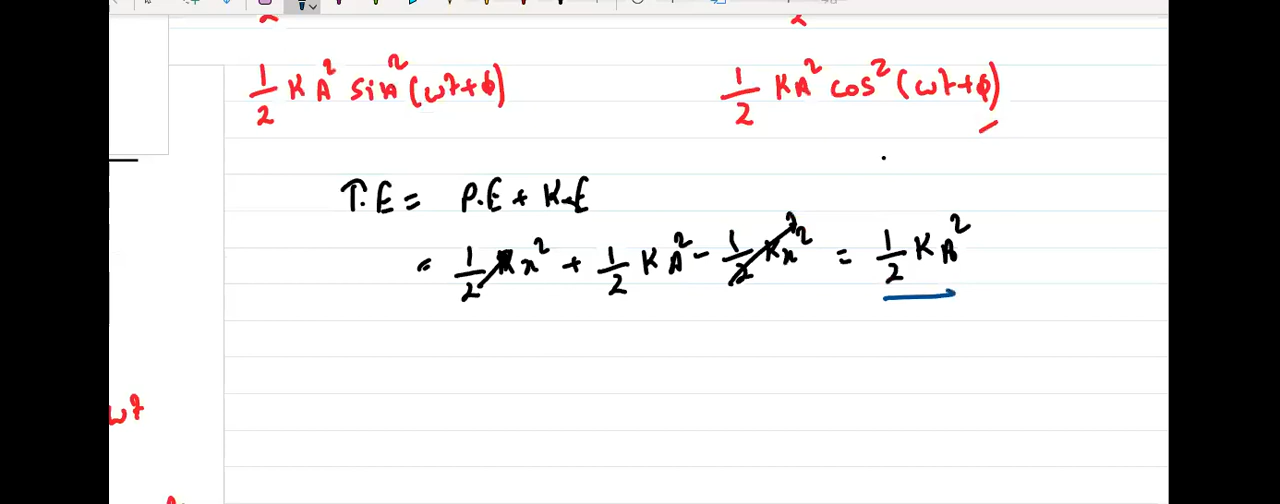 1/2 KA² sin² (ωt+φ)    1/2 KA² cos² (ωt+φ)
T.E = P.E + K.E
= 1/2 Kx² + 1/2 KA² - 1/2 Kx² = 1/2 KA²
ωt